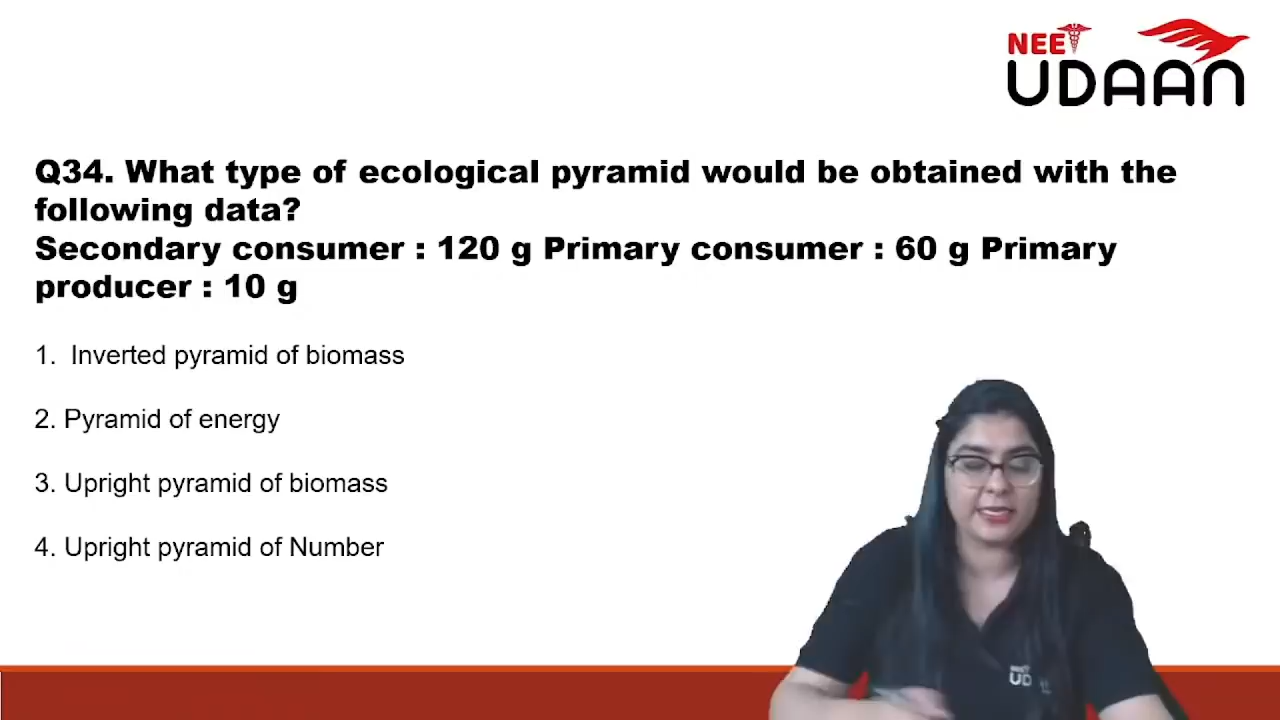 NEET
UDAAN
Q34. What type of ecological pyramid would be obtained with the
following data?
Secondary consumer : 120 g Primary consumer : 60 g Primary
producer : 10 g
1. Inverted pyramid of biomass
2. Pyramid of energy
3. Upright pyramid of biomass
4. Upright pyramid of Number
NEET